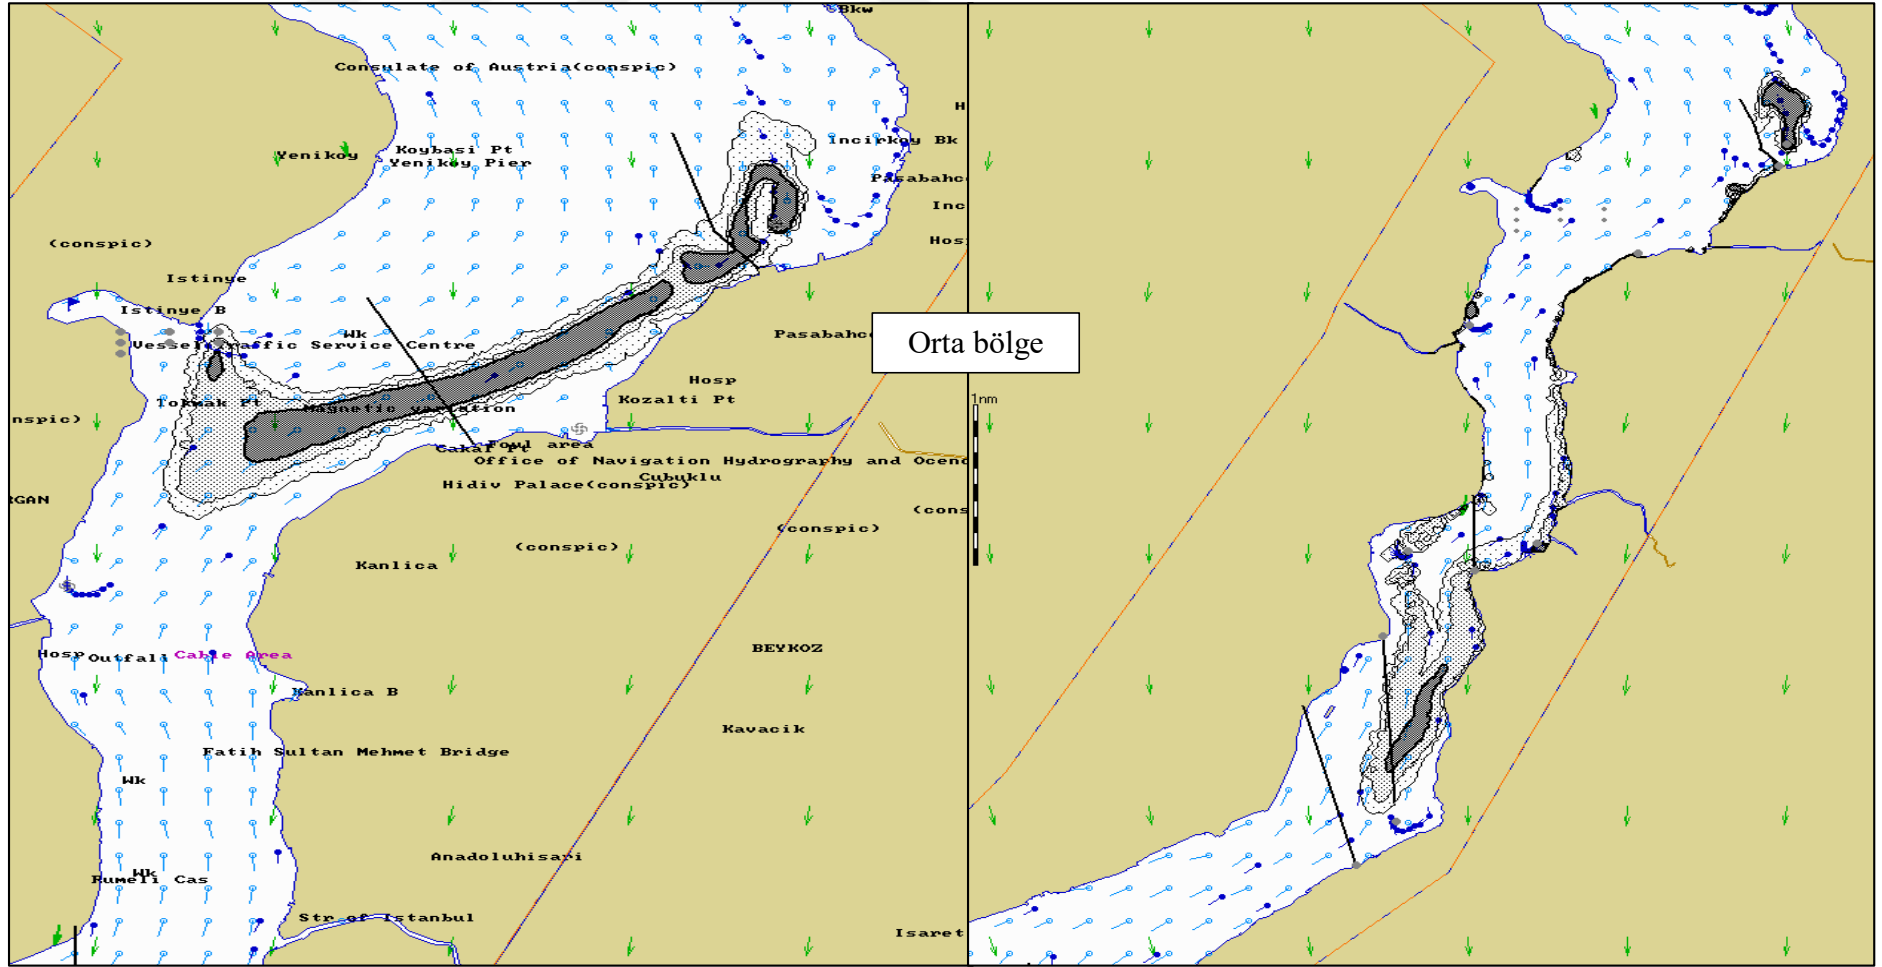 Bkw
Consulate of Austria(conspic)
Incirkoy Bk
Koybasi Pt
Yenikoy
Yenikoy Pier
Pasabahc
Inc
Hos
(conspic)
Istinye
Istinye B
Wk
Vessel Traffic Service Centre
Pasabahc
Orta bölge
Hosp
Kozalti Pt
1nm
Tokmak Pt
Magnetic variation
nspic)
Foul area
Cakal Pt
Office of Navigation Hydrography and Ocenc
Cubuklu
Hidiv Palace(conspic)
RGAN
(cons
(conspic)
(conspic)
Kanlica
BEYKOZ
Hosp
Outfall
Cable Area
Kanlica B
Kavacik
Fatih Sultan Mehmet Bridge
Wk
Anadoluhisari
Wk
Rumeli Cas
Str of Istanbul
Isaret